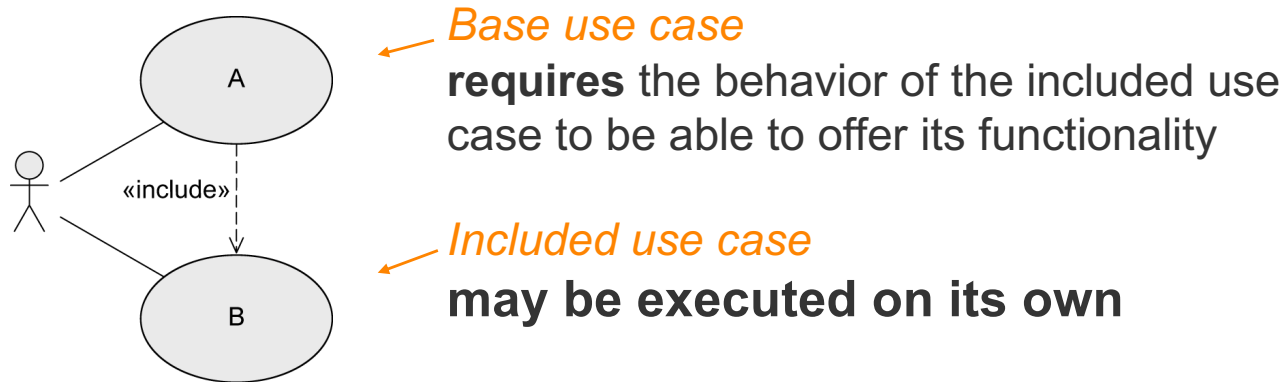 Base use case
A
requires the behavior of the included use
case to be able to offer its functionality
«include»
Included use case
may be executed on its own
B